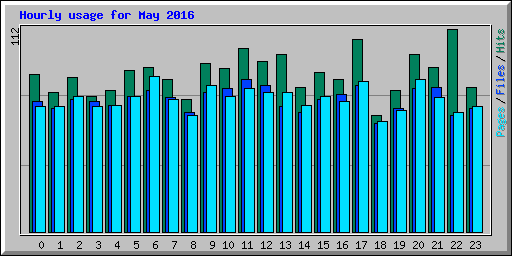 Hourly usage for May 2016
112
Pages / Files / Hits
0 1 2 3 4 5 6 7 8 9 10 11 12 13 14 15 16 17 18 19 20 21 22 23